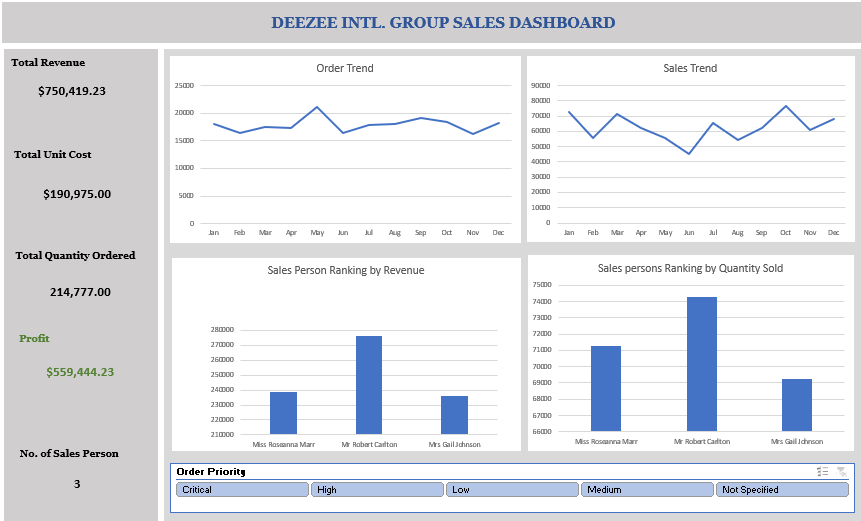 DEEZEE INTL. GROUP SALES DASHBOARD
Total Revenue
$750,419.23
Total Unit Cost
$190,975.00
Total Quantity Ordered
214,777.00
Profit
$559,444.23
No. of Sales Person
3
Order Trend
25000
20000
15000
10000
5000
0
Jan Feb Mar Apr May Jun Jul Aug Sep Oct Nov Dec
Sales Trend
90000
80000
70000
60000
50000
40000
30000
20000
10000
0
Jan Feb Mar Apr May Jun Jul Aug Sep Oct Nov Dec
Sales Person Ranking by Revenue
280000
270000
260000
250000
240000
230000
220000
210000
Miss Roseanna Marr Mr Robert Carlton Mrs Gail Johnson
Sales persons Ranking by Quantity Sold
75000
74000
73000
72000
71000
70000
69000
68000
67000
66000
Miss Roseanna Marr Mr Robert Carlton Mrs Gail Johnson
Order Priority
Critical High Low Medium Not Specified